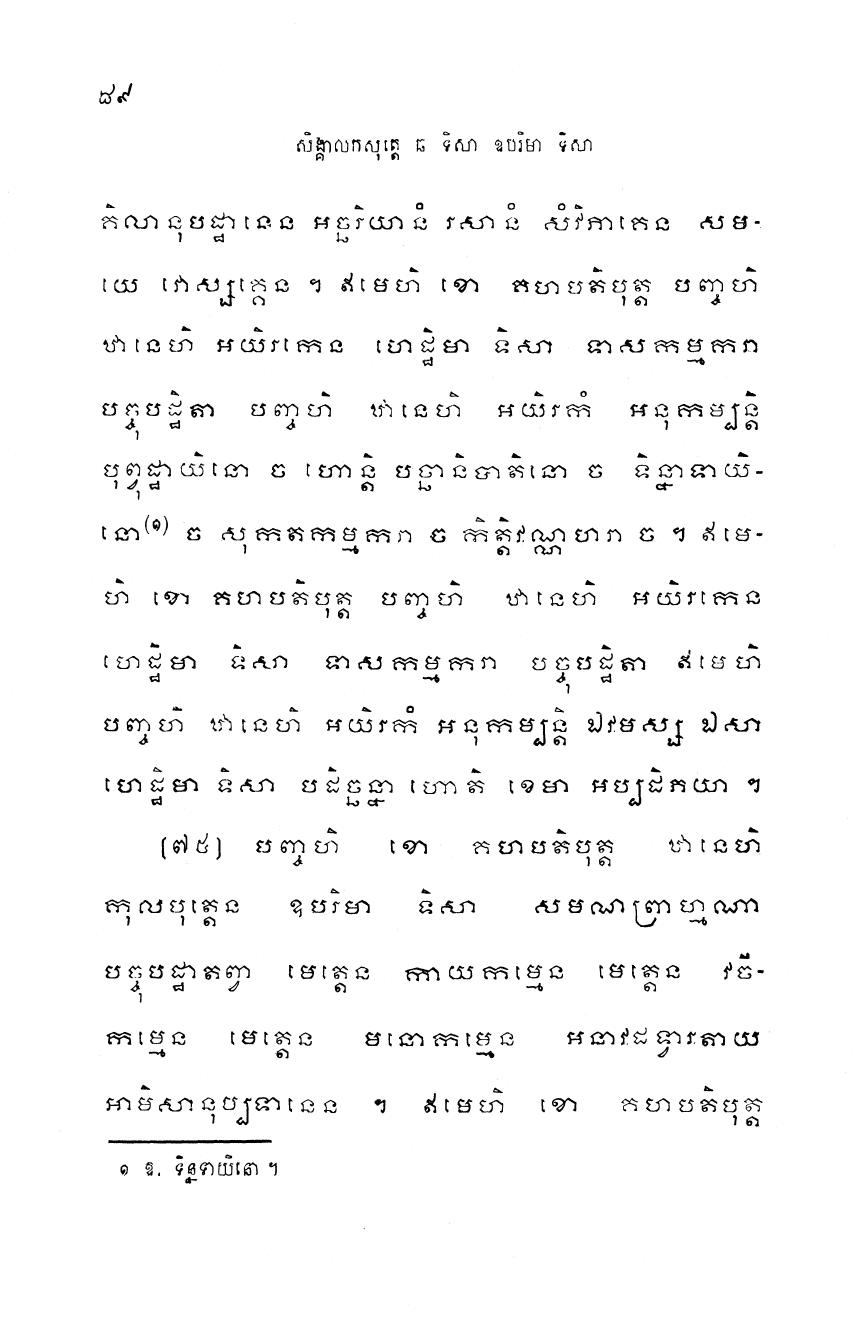 ៨៩
សិង្គាលកសុត្តេ ឆ ទិសា ឧបរិមា ទិសា
គិលានុបដ្ឋានេន អច្ឆរិយានំ រសានំ សំវិភាគេន សម-
យេ វោស្សគ្គេន ។ ឥមេហិ ខោ គហបតិបុត្ត បញ្ចហិ
ឋានេហិ អយិរកេន ហេដ្ឋិមា ទិសា ទាសកម្មករា
បច្ចុបដ្ឋិតា បញ្ចហិ ឋានេហិ អយិរកំ អនុកម្បន្តិ
បុព្វុដ្ឋាយិនោ ច ហោន្តិ បច្ឆានិបាតិនោ ច ទិន្នាទាយិ-
នោ(១) ច សុកតកម្មករា ច កិត្តិវណ្ណហរា ច ។ ឥមេ-
ហិ ខោ គហបតិបុត្ត បញ្ចហិ ឋានេហិ អយិរកេន
ហេដ្ឋិមា ទិសា ទាសកម្មករា បច្ចុបដ្ឋិតា ឥមេហិ
បញ្ចហិ ឋានេហិ អយិរកំ អនុកម្បន្តិ ឯវមស្ស ឯសា
ហេដ្ឋិមា ទិសា បដិច្ឆន្នា ហោតិ ខេមា អប្បដិភយា ។
[៧៥] បញ្ចហិ ខោ គហបតិបុត្ត ឋានេហិ
កុលបុត្តេន ឧបរិមា ទិសា សមណព្រាហ្មណា
បច្ចុបដ្ឋាតព្វា មេត្តេន កាយកម្មេន មេត្តេន វចី-
កម្មេន មេត្តេន មនោកម្មេន អនាវដទ្វារតាយ
អាមិសានុប្បទានេន ។ ឥមេហិ ខោ គហបតិបុត្ត
១ ឱ. ទិន្នទាយិនោ ។